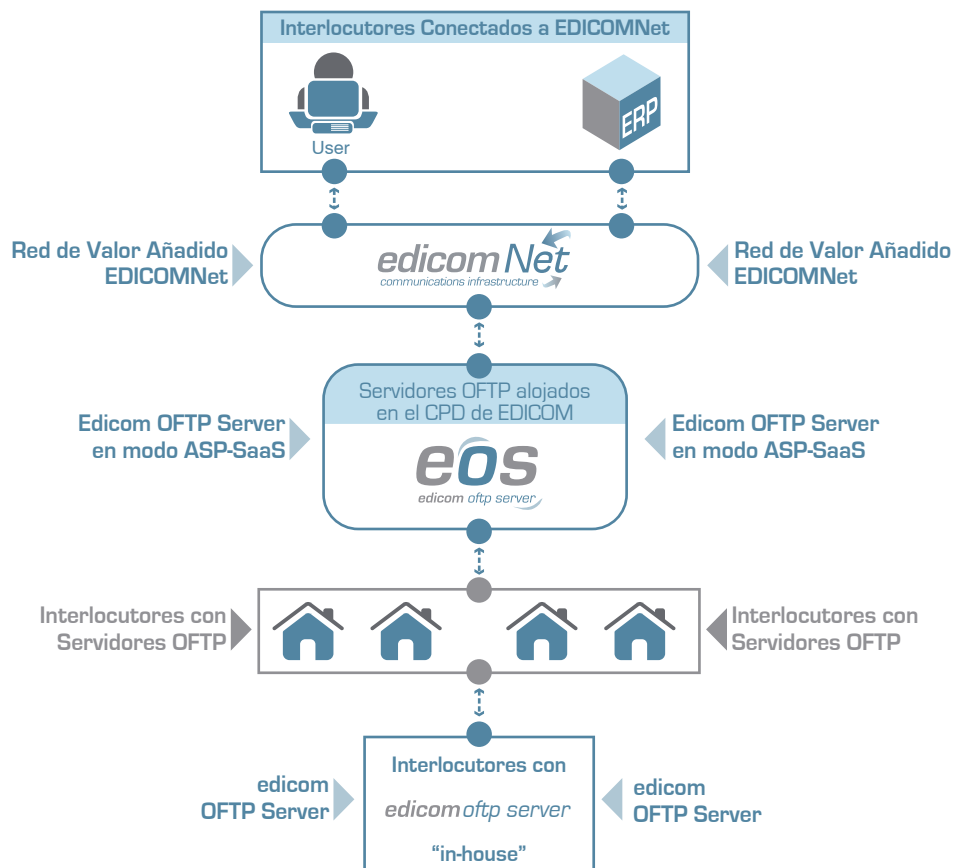 Interlocutores Conectados a EDICOMNet
User
ERP
Red de Valor Añadido
EDICOMNet
edicom Net
communications infrastructure
Red de Valor Añadido
EDICOMNet
Servidores OFTP alojados
en el CPD de EDICOM
Edicom OFTP Server
en modo ASP-SaaS
eos
edicom oftp server
Edicom OFTP Server
en modo ASP-SaaS
Interlocutores con
Servidores OFTP
Interlocutores con
Servidores OFTP
edicom
OFTP Server
Interlocutores con
edicom oftp server
“in-house”
edicom
OFTP Server